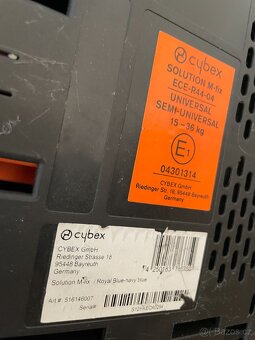 cybex
SOLUTION M-fix
ECE-R44-04
UNIVERSAL
SEMI-UNIVERSAL
15 - 36 kg
E1
04301314
CYBEX GmbH
Riedinger Str. 18, 95448 Bayreuth
GERMANY
cybex
CYBEX GmbH
Riedinger Strasse 18
95448 Bayreuth
Germany
Solution M-fix / Royal Blue-navy blue
Art #: 516146007
Serial#